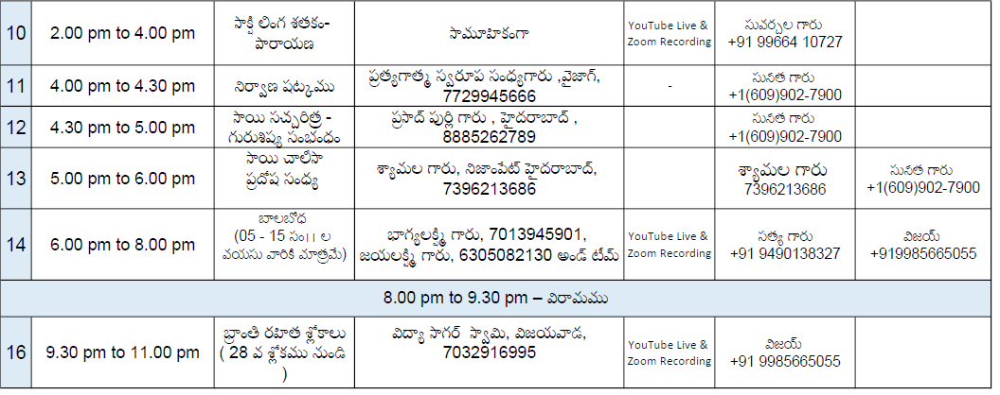 10
2.00 pm to 4.00 pm
సాక్షి లింగ శతకం-
పారాయణ
సామూహికంగా
YouTube Live &
Zoom Recording
సువర్చల గారు
+91 99664 10727
11
4.00 pm to 4.30 pm
నిర్వాణ షట్కము
ప్రత్యగాత్మ స్వరూప సంధ్యగారు ,వైజాగ్,
7729945666
-
సునిత గారు
+1(609)902-7900
12
4.30 pm to 5.00 pm
సాయి సచ్చరిత్ర -
గురుశిష్య సంభంధం
ప్రసాద్ పుర్లి గారు , హైదరాబాద్ ,
8885262789
సునిత గారు
+1(609)902-7900
13
5.00 pm to 6.00 pm
సాయి చాలీసా
ప్రదోష సంధ్య
శ్యామల గారు, నిజాంపేట్ హైదరాబాద్,
7396213686
శ్యామల గారు
7396213686
సునిత గారు
+1(609)902-7900
14
6.00 pm to 8.00 pm
బాలబోధ
(05 - 15 సం।। ల
వయసు వారికి మాత్రమే)
భాగ్యలక్ష్మి గారు, 7013945901,
జయలక్ష్మి గారు, 6305082130 అండ్ టీమ్
YouTube Live &
Zoom Recording
సత్య గారు
+91 9490138327
విజయ్
+919985665055
8.00 pm to 9.30 pm – విరామము
16
9.30 pm to 11.00 pm
భ్రాంతి రహిత శ్లోకాలు
( 28 వ శ్లోకము నుండి
)
విద్యా సాగర్ స్వామి, విజయవాడ,
7032916995
YouTube Live &
Zoom Recording
విజయ్
+91 9985665055